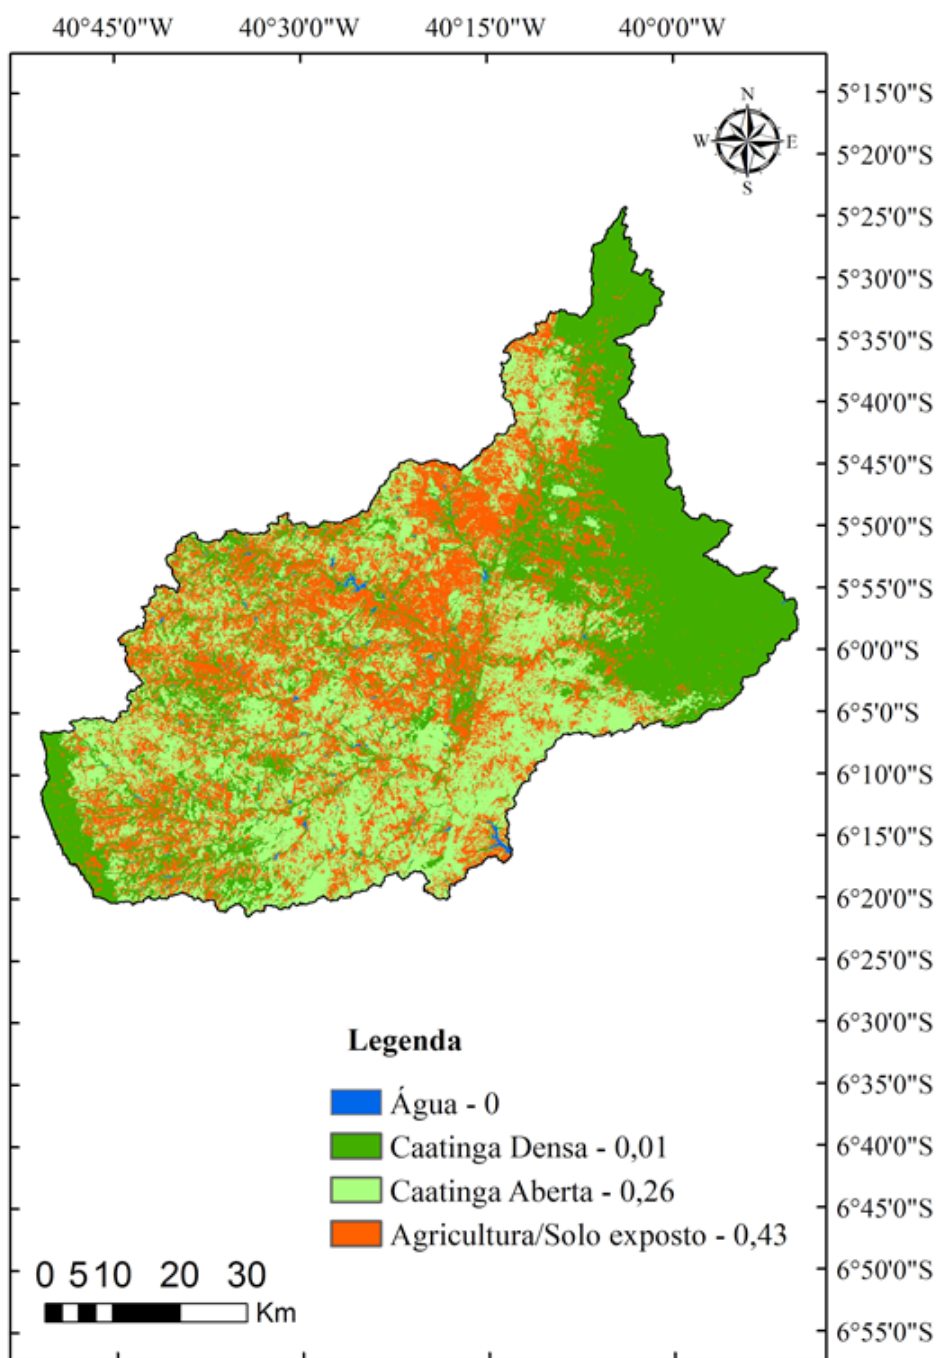 40°45'0"W 40°30'0"W 40°15'0"W 40°0'0"W
5°15'0"S
N
W E
S
5°20'0"S
5°25'0"S
5°30'0"S
5°35'0"S
5°40'0"S
5°45'0"S
5°50'0"S
5°55'0"S
6°0'0"S
6°5'0"S
6°10'0"S
6°15'0"S
6°20'0"S
6°25'0"S
6°30'0"S
6°35'0"S
6°40'0"S
6°45'0"S
6°50'0"S
6°55'0"S
Legenda
Água - 0
Caatinga Densa - 0,01
Caatinga Aberta - 0,26
Agricultura/Solo exposto - 0,43
0 5 10 20 30
Km